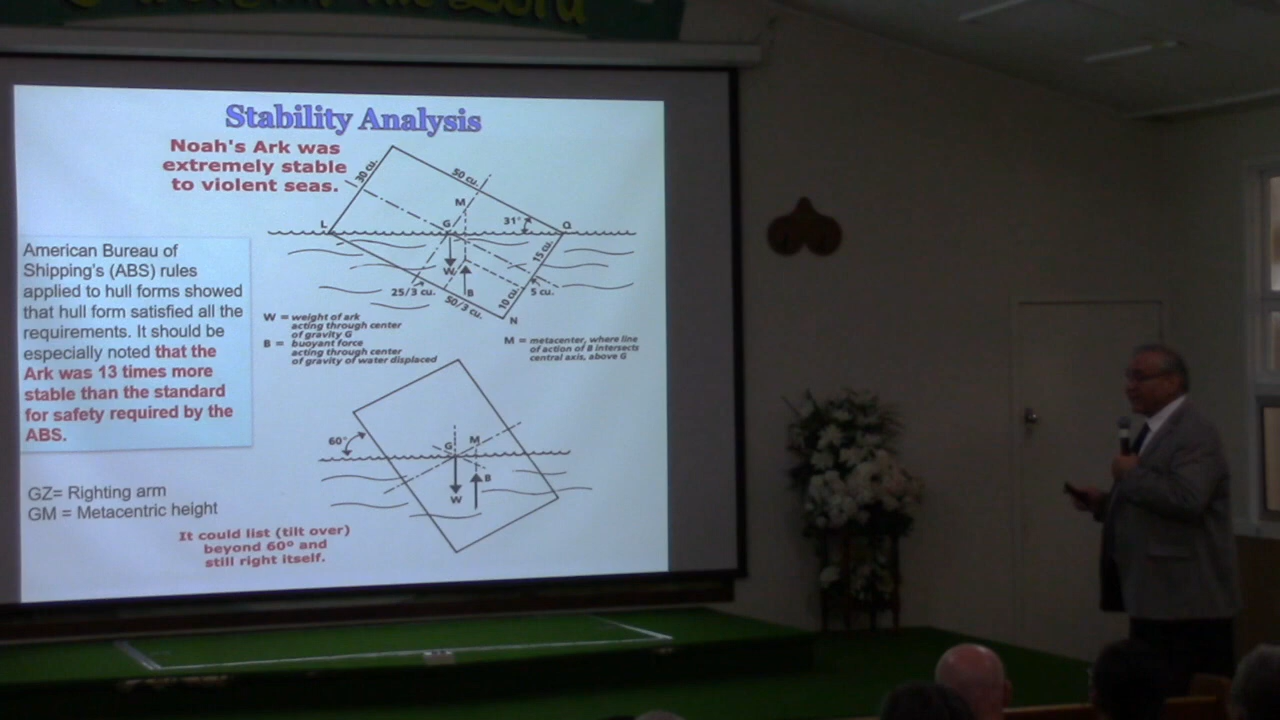 the Lord
Stability Analysis
Noah's Ark was
extremely stable
to violent seas.
30 cu.
50 cu.
M
L
G
31°
Q
W
B
15 cu.
25/3 cu.
50/3 cu.
10 cu.
5 cu.
N
American Bureau of
Shipping's (ABS) rules
applied to hull forms showed
that hull form satisfied all the
requirements. It should be
especially noted that the
Ark was 13 times more
stable than the standard
for safety required by the
ABS.
W = weight of ark
acting through center
of gravity G
B = buoyant force
acting through center
of gravity of water displaced
M = metacenter, where line
of action of B intersects
central axis, above G
60°
G
M
B
W
GZ= Righting arm
GM = Metacentric height
It could list (tilt over)
beyond 60º and
still right itself.